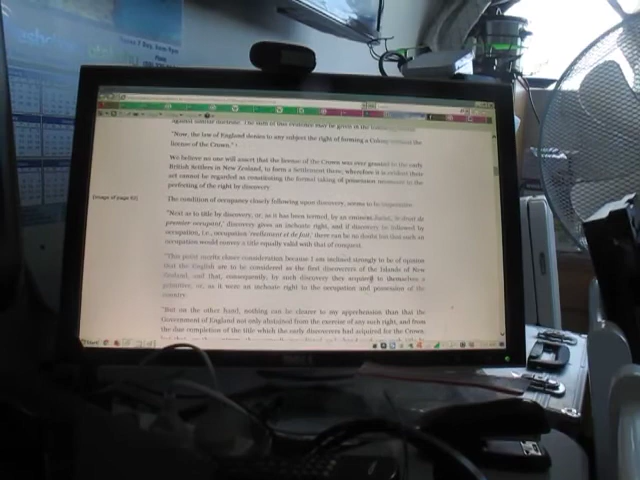 "Now, the law of England denies to any subject the right of forming a Colony without the
license of the Crown."
We believe no one will assert that the license of the Crown was ever granted to the early
British Settlers in New Zealand, to form a Settlement there; wherefore it is evident their
act cannot be regarded as constituting the formal taking of possession necessary to the
perfecting of the right by discovery.
[Image of page 62]
The condition of occupancy closely following upon discovery, seems to be imperative.
"Next as to title by discovery, or, as it has been termed, by an eminent Jurist, 'le droit de
premier occupant,' discovery gives an inchoate right, and if discovery be followed by
occupation, i.e., occupation 'reellement et de fait,' there can be no doubt but that such an
occupation would convey a title equally valid with that of conquest.
"This point merits closer consideration because I am inclined strongly to be of opinion
that the English are to be considered as the first discoverers of the Islands of New
Zealand, and that, consequently, by such discovery they acquired to themselves a
primitive, or, as it were an inchoate right to the occupation and possession of the
country.
"But on the other hand, nothing can be clearer to my apprehension than that the
Government of England not only abstained from the exercise of any such right, and from
the due completion of the title which the early discoverers had acquired for the Crown,
DELL